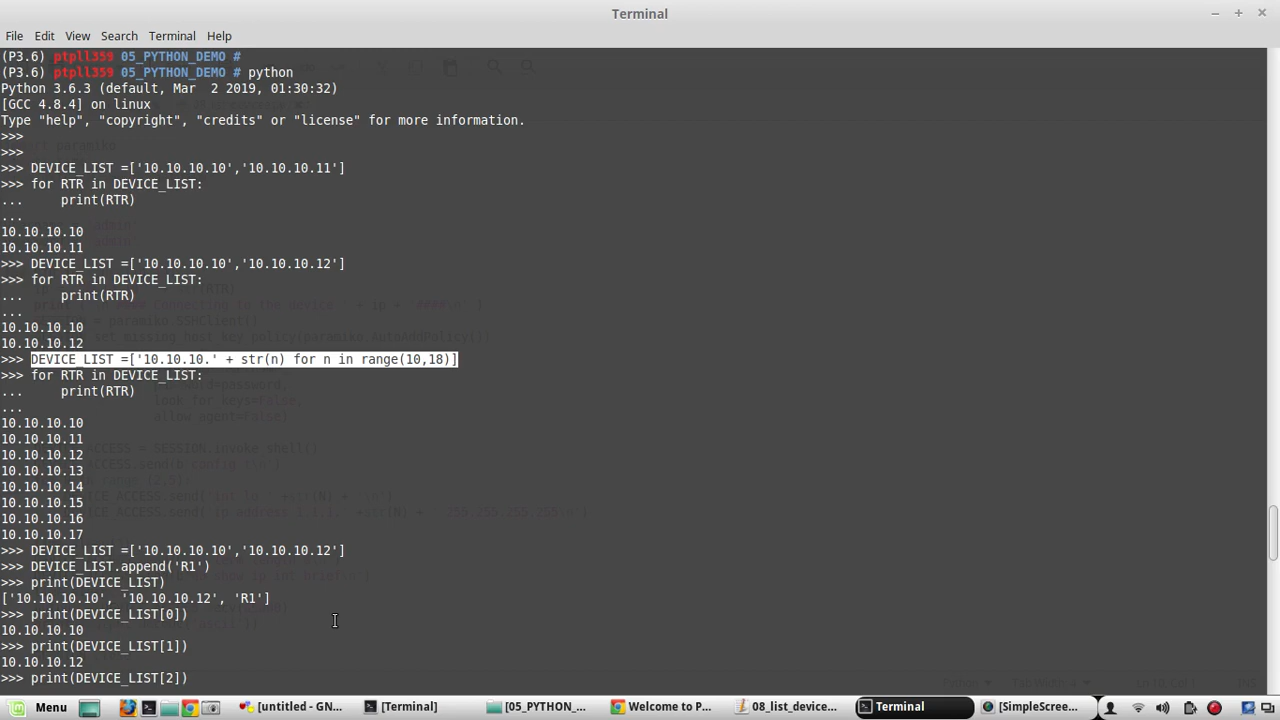 Terminal
File Edit View Search Terminal Help
(P3.6) ptpll359 05_PYTHON_DEMO #
(P3.6) ptpll359 05_PYTHON_DEMO # python
Python 3.6.3 (default, Mar  2 2019, 01:30:32)
[GCC 4.8.4] on linux
Type "help", "copyright", "credits" or "license" for more information.
>>>
>>>
>>> DEVICE_LIST =['10.10.10.10','10.10.10.11']
>>> for RTR in DEVICE_LIST:
...     print(RTR)
...
10.10.10.10
10.10.10.11
>>> DEVICE_LIST =['10.10.10.10','10.10.10.12']
>>> for RTR in DEVICE_LIST:
...     print(RTR)
...
10.10.10.10
10.10.10.12
>>> DEVICE_LIST =['10.10.10.' + str(n) for n in range(10,18)]
>>> for RTR in DEVICE_LIST:
...     print(RTR)
...
10.10.10.10
10.10.10.11
10.10.10.12
10.10.10.13
10.10.10.14
10.10.10.15
10.10.10.16
10.10.10.17
>>> DEVICE_LIST =['10.10.10.10','10.10.10.12']
>>> DEVICE_LIST.append('R1')
>>> print(DEVICE_LIST)
['10.10.10.10', '10.10.10.12', 'R1']
>>> print(DEVICE_LIST[0])
10.10.10.10
>>> print(DEVICE_LIST[1])
10.10.10.12
>>> print(DEVICE_LIST[2])
Menu [untitled - GN... [Terminal] [05_PYTHON_... Welcome to P... 08_list_device... Terminal [SimpleScreen...